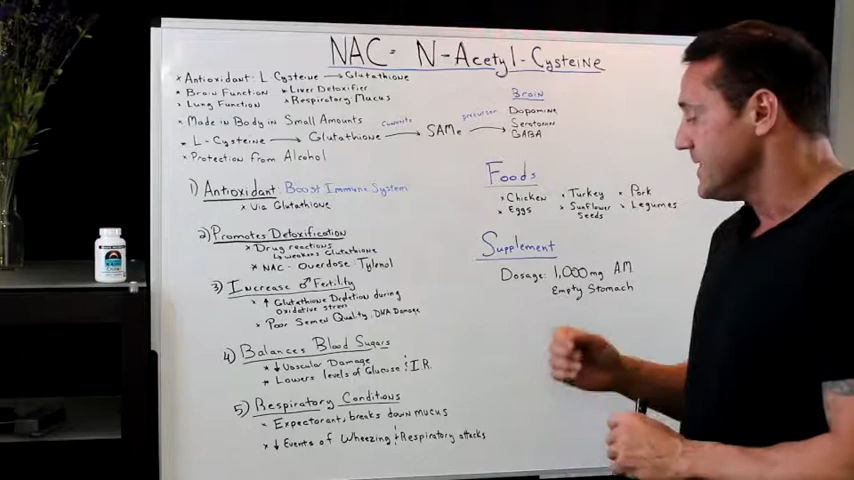 NAC = N-Acetyl-Cysteine
× Antioxidant: L Cysteine → Glutathione
× Brain Function × Liver Detoxifier
× Lung Function × Respiratory Mucus
× Made in Body in Small Amounts
× L-Cysteine → Glutathione converts → SAMe precursor → Dopamine
Brain
Serotonin
GABA
× Protection from Alcohol
1) Antioxidant: Boost Immune System
× Via Glutathione
2) Promotes Detoxification
× Drug reactions
↳ weakens Glutathione
× NAC - Overdose - Tylenol
3) Increase ♂ Fertility
× ↑ Glutathione Depletion during
Oxidative stress
× Poor Semen Quality, DNA Damage
4) Balances Blood Sugars
× ↓ Vascular Damage
× Lowers levels of Glucose & I.R.
5) Respiratory Conditions
× Expectorant, breaks down mucus
× ↓ Events of Wheezing & Respiratory attacks
Foods
× Chicken × Turkey × Pork
× Eggs × Sunflower Seeds × Legumes
Supplement
Dosage: 1,000mg A.M.
Empty Stomach
NAC